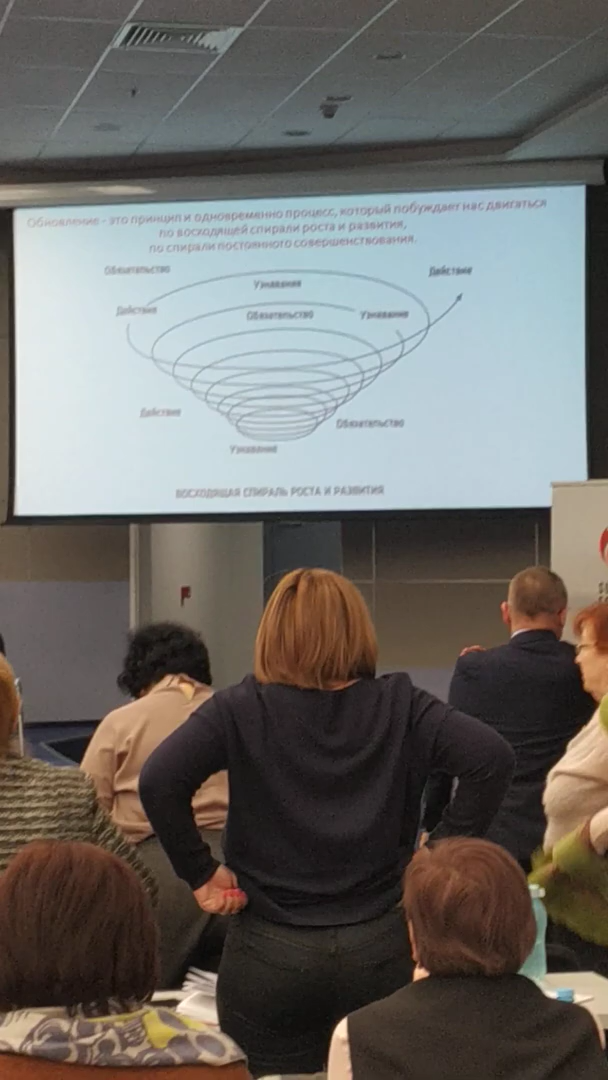 Обновление - это принцип и одновременно процесс, который побуждает нас двигаться
по восходящей спирали роста и развития,
по спирали постоянного совершенствования.
Обязательство
Действие
Узнавание
Действие
Обязательство
Узнавание
Действие
Обязательство
Узнавание
ВОСХОДЯЩАЯ СПИРАЛЬ РОСТА И РАЗВИТИЯ